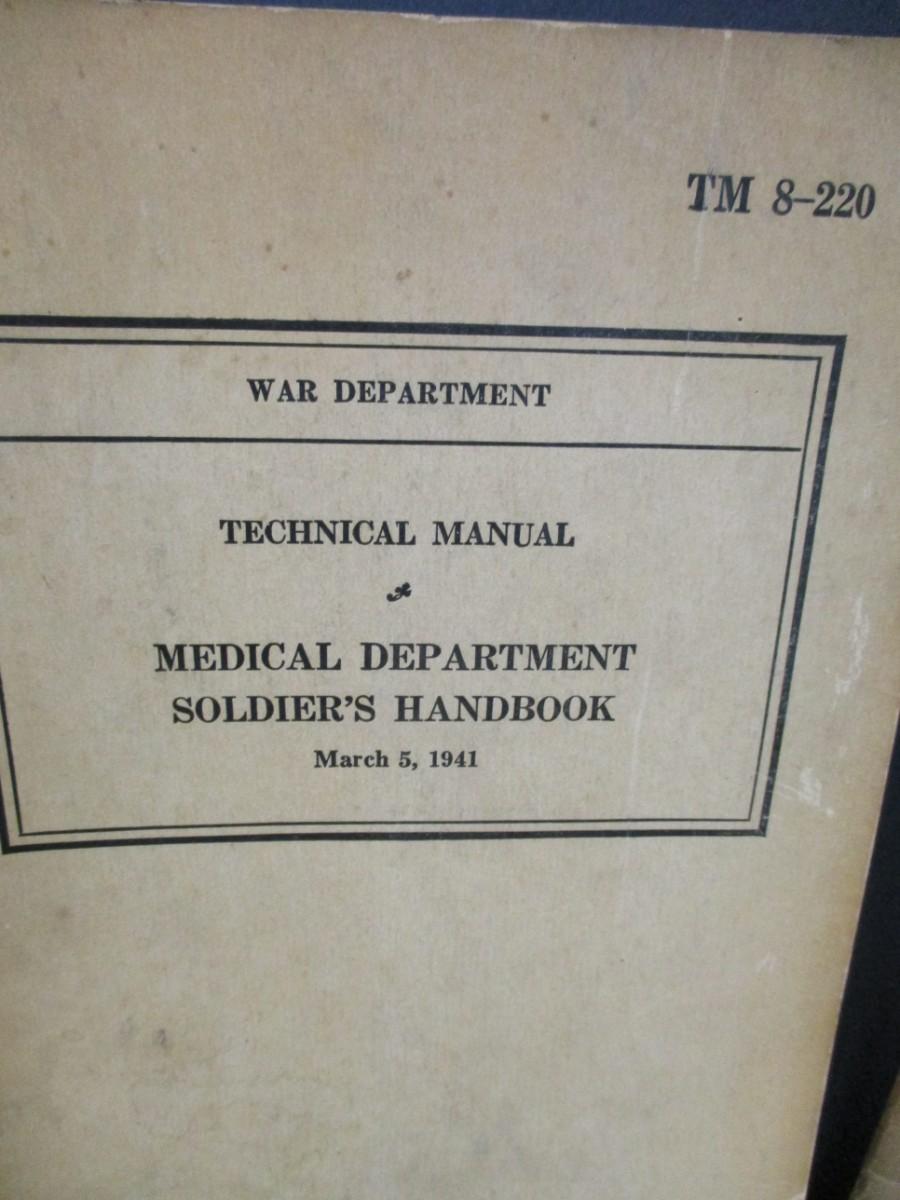 TM 8–220
WAR DEPARTMENT
TECHNICAL MANUAL
MEDICAL DEPARTMENT
SOLDIER'S HANDBOOK
March 5, 1941